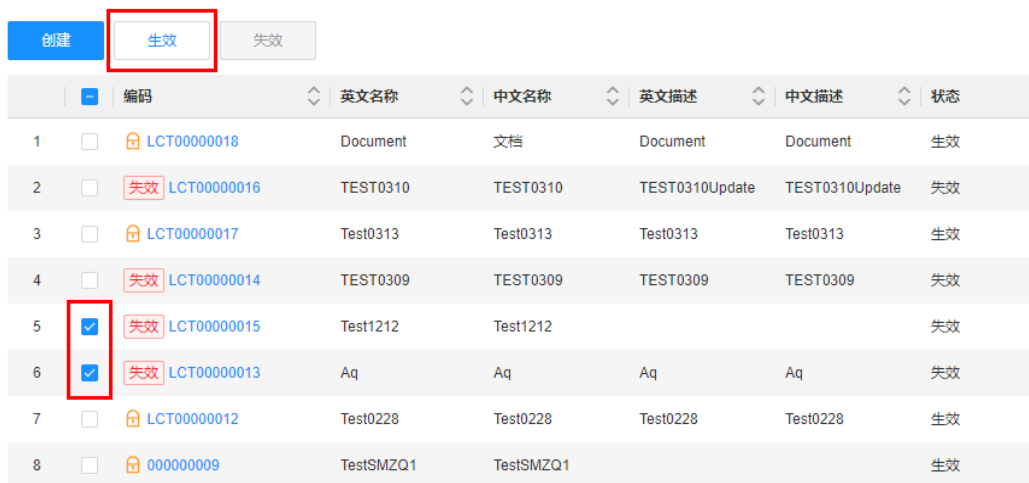 创建 生效 失效
编码 英文名称 中文名称 英文描述 中文描述 状态
1 LCT00000018 Document 文档 Document Document 生效
2 失效 LCT00000016 TEST0310 TEST0310 TEST0310Update TEST0310Update 失效
3 LCT00000017 Test0313 Test0313 Test0313 Test0313 生效
4 失效 LCT00000014 TEST0309 TEST0309 TEST0309 TEST0309 失效
5 失效 LCT00000015 Test1212 Test1212 失效
6 失效 LCT00000013 Aq Aq Aq Aq 失效
7 LCT00000012 Test0228 Test0228 Test0228 Test0228 生效
8 000000009 TestSMZQ1 TestSMZQ1 生效